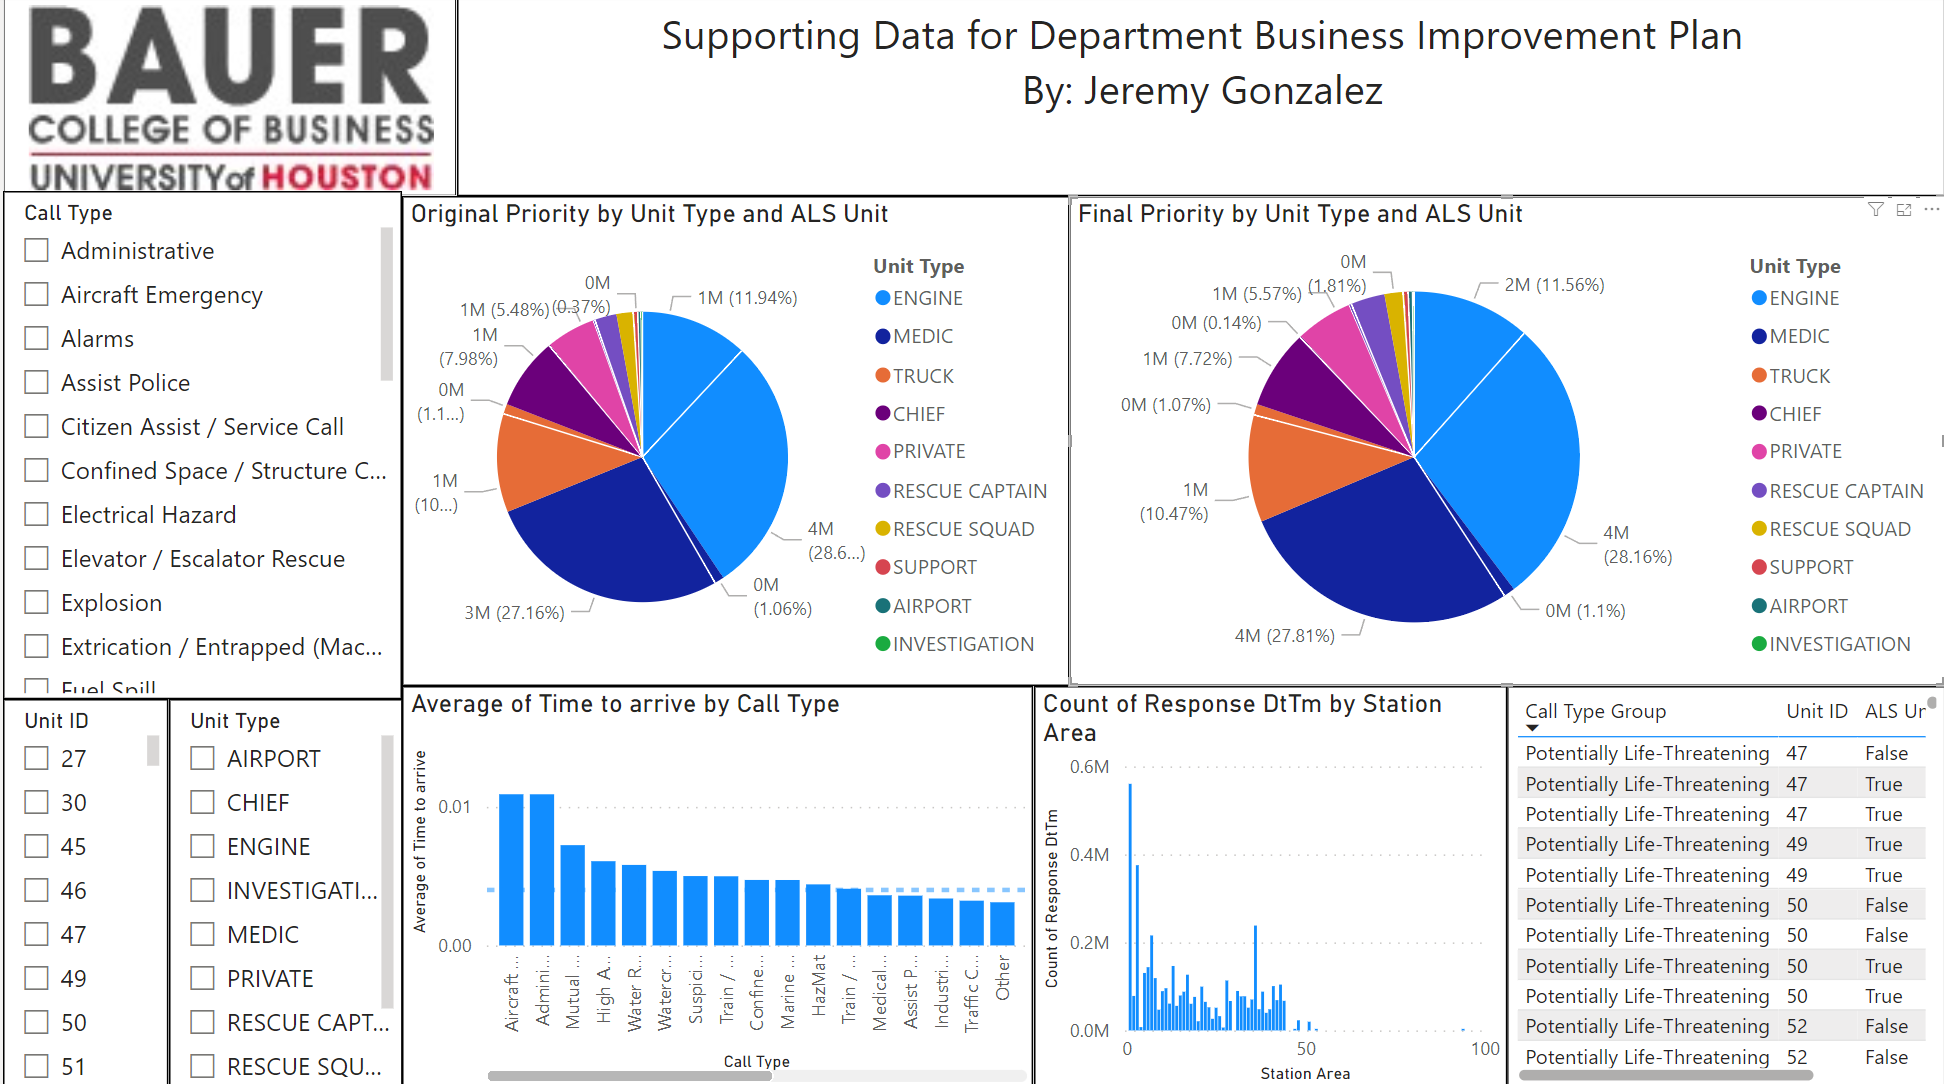 BAUER
COLLEGE OF BUSINESS
UNIVERSITY of HOUSTON
Supporting Data for Department Business Improvement Plan
By: Jeremy Gonzalez
Call Type
Administrative
Aircraft Emergency
Alarms
Assist Police
Citizen Assist / Service Call
Confined Space / Structure C...
Electrical Hazard
Elevator / Escalator Rescue
Explosion
Extrication / Entrapped (Mac...
Fuel Spill
Original Priority by Unit Type and ALS Unit
0M
(0.37%)
1M (5.48%)
1M
(7.98%)
0M
(1.1...)
1M
(10...)
3M (27.16%)
1M (11.94%)
4M
(28.6...)
0M
(1.06%)
Unit Type
ENGINE
MEDIC
TRUCK
CHIEF
PRIVATE
RESCUE CAPTAIN
RESCUE SQUAD
SUPPORT
AIRPORT
INVESTIGATION
Final Priority by Unit Type and ALS Unit
0M
(1.81%)
1M (5.57%)
0M (0.14%)
1M (7.72%)
0M (1.07%)
1M
(10.47%)
4M (27.81%)
2M (11.56%)
4M
(28.16%)
0M (1.1%)
Unit Type
ENGINE
MEDIC
TRUCK
CHIEF
PRIVATE
RESCUE CAPTAIN
RESCUE SQUAD
SUPPORT
AIRPORT
INVESTIGATION
Unit ID
27
30
45
46
47
49
50
51
Unit Type
AIRPORT
CHIEF
ENGINE
INVESTIGATI...
MEDIC
PRIVATE
RESCUE CAPT...
RESCUE SQU...
Average of Time to arrive by Call Type
Average of Time to arrive
0.01
0.00
Aircraft ...
Admini...
Mutual ...
High A...
Water R...
Watercr...
Suspici...
Train / ...
Confine...
Marine ...
HazMat
Train / ...
Medical...
Assist P...
Industri...
Traffic C...
Other
Call Type
Count of Response DtTm by Station
Area
Count of Response DtTm
0.6M
0.4M
0.2M
0.0M
0
50
100
Station Area
Call Type Group Unit ID ALS Ur
Potentially Life-Threatening 47 False
Potentially Life-Threatening 47 True
Potentially Life-Threatening 47 True
Potentially Life-Threatening 49 True
Potentially Life-Threatening 49 True
Potentially Life-Threatening 50 False
Potentially Life-Threatening 50 False
Potentially Life-Threatening 50 True
Potentially Life-Threatening 50 True
Potentially Life-Threatening 52 False
Potentially Life-Threatening 52 False